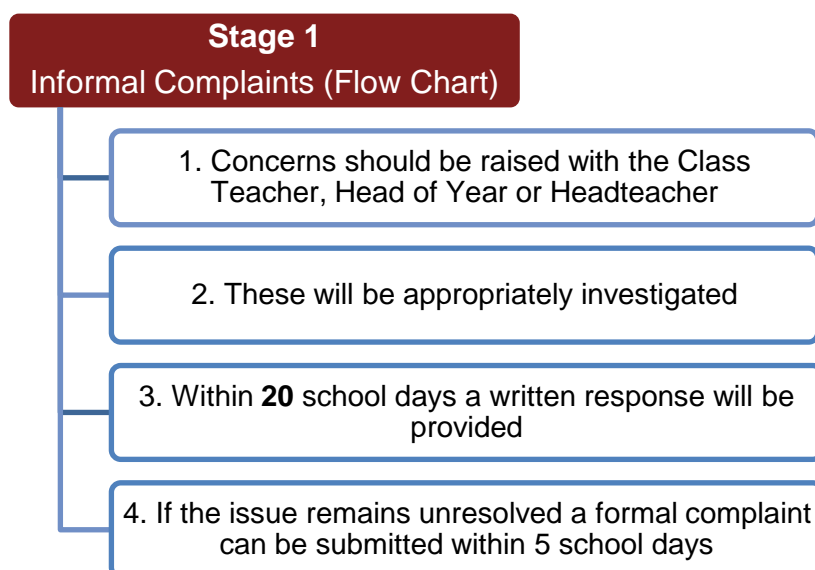 Stage 1
Informal Complaints (Flow Chart)
1. Concerns should be raised with the Class
Teacher, Head of Year or Headteacher
2. These will be appropriately investigated
3. Within 20 school days a written response will be
provided
4. If the issue remains unresolved a formal complaint
can be submitted within 5 school days